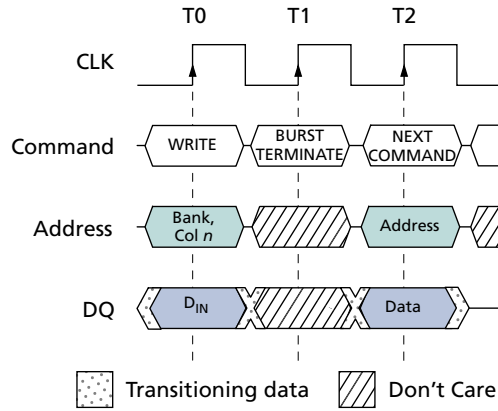 T0 T1 T2
CLK
Command WRITE BURST TERMINATE NEXT COMMAND
Address Bank, Col n Address
DQ DIN Data
Transitioning data Don't Care